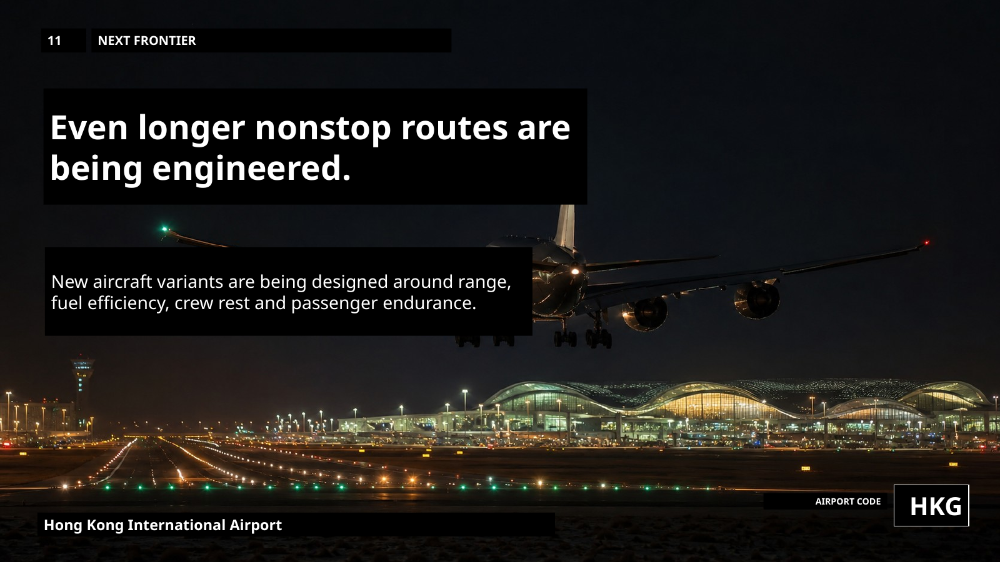 11
NEXT FRONTIER
Even longer nonstop routes are
being engineered.
New aircraft variants are being designed around range,
fuel efficiency, crew rest and passenger endurance.
AIRPORT CODE
HKG
Hong Kong International Airport